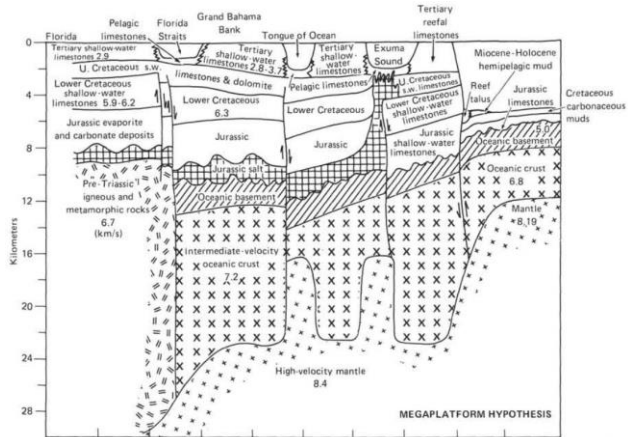 Florida
Pelagic
limestones
Florida
Straits
Grand Bahama
Bank
Tongue of Ocean
Exuma
Sound
Tertiary
reefal
limestones
0
4
8
12
16
20
24
28
Kilometers
Tertiary shallow-water
limestones 2.9
U. Cretaceous s.w.
Lower Cretaceous
shallow-water
limestones 5.9-6.2
Jurassic evaporite
and carbonate deposits
Pre-Triassic
igneous and
metamorphic rocks
6.7
(km/s)
Tertiary
shallow-water
limestones 2.8-3.7
limestones & dolomite
Lower Cretaceous
6.3
Jurassic
Jurassic salt
Oceanic basement
Intermediate-velocity
oceanic crust
7.2
Tertiary
shallow-water
limestones
Pelagic limestones
Lower Cretaceous
Jurassic
U. Cretaceous
s.w. limestones
Lower Cretaceous
shallow-water
limestones
Jurassic
shallow-water
limestones
Miocene-Holocene
hemipelagic mud
Reef
talus
Jurassic
limestones
Cretaceous
carbonaceous
muds
5.0
Oceanic basement
Oceanic crust
6.8
Mantle
8.19
High-velocity mantle
8.4
MEGAPLATFORM HYPOTHESIS